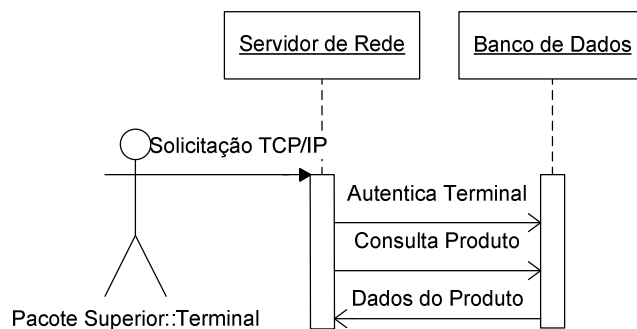 Servidor de Rede
Banco de Dados
Solicitação TCP/IP
Autentica Terminal
Consulta Produto
Dados do Produto
Pacote Superior::Terminal